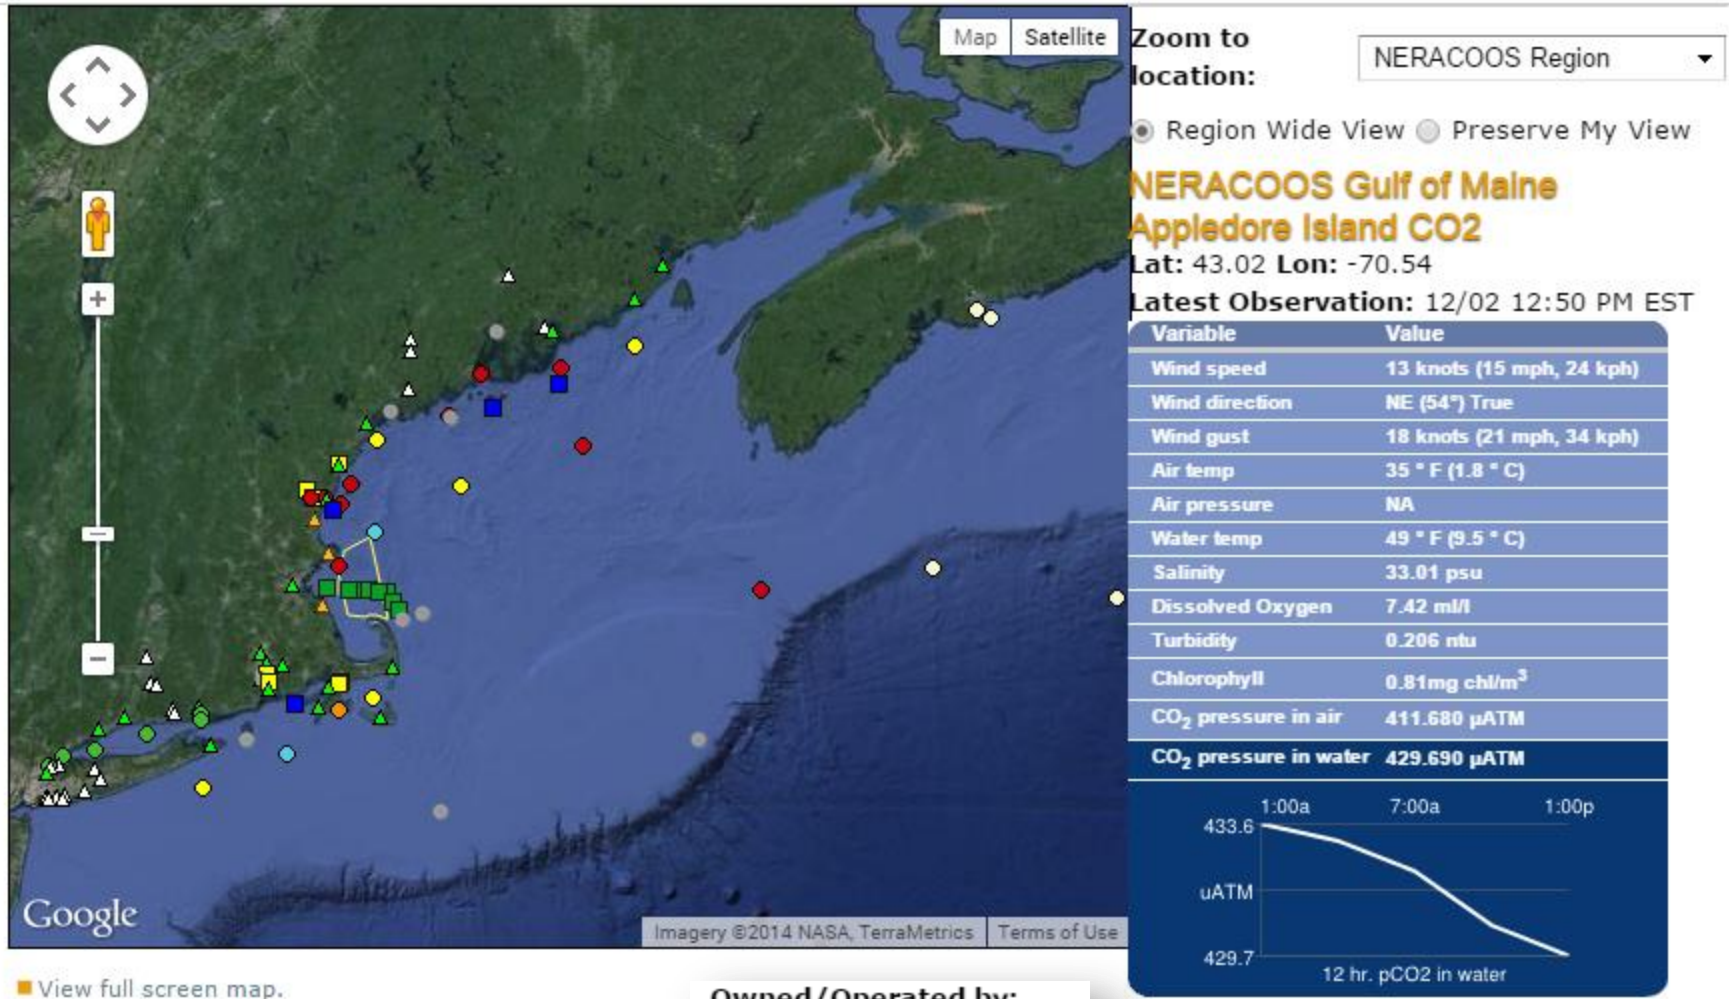 Map Satellite
Zoom to
location:
NERACOOS Region
Region Wide View Preserve My View
NERACOOS Gulf of Maine
Appledore Island CO2
Lat: 43.02 Lon: -70.54
Latest Observation: 12/02 12:50 PM EST
Variable Value
Wind speed 13 knots (15 mph, 24 kph)
Wind direction NE (54°) True
Wind gust 18 knots (21 mph, 34 kph)
Air temp 35 ° F (1.8 ° C)
Air pressure NA
Water temp 49 ° F (9.5 ° C)
Salinity 33.01 psu
Dissolved Oxygen 7.42 ml/l
Turbidity 0.206 ntu
Chlorophyll 0.81mg chl/m³
CO₂ pressure in air 411.680 µATM
CO₂ pressure in water 429.690 µATM
1:00a 7:00a 1:00p
433.6
uATM
429.7
12 hr. pCO2 in water
Google
Imagery ©2014 NASA, TerraMetrics Terms of Use
View full screen map.
Owned/Operated by: